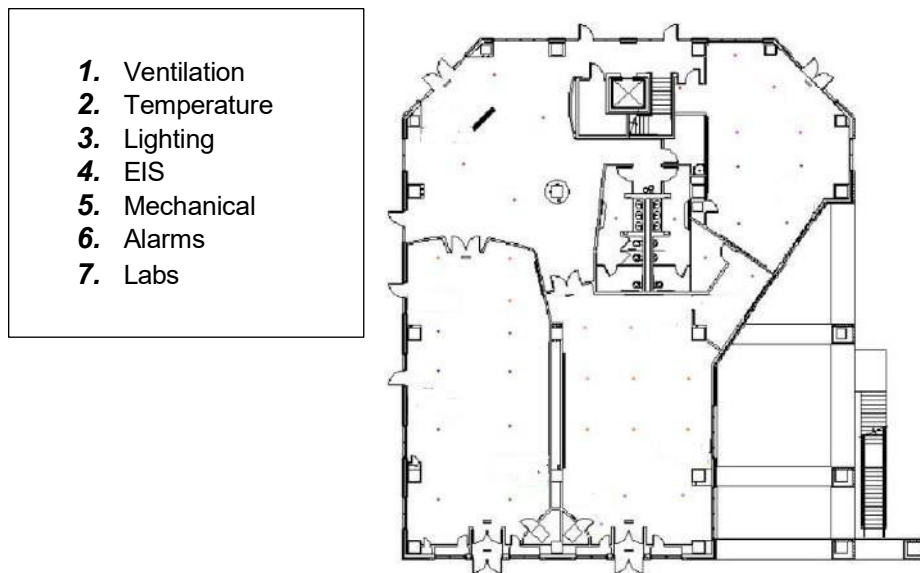 1. Ventilation
2. Temperature
3. Lighting
4. EIS
5. Mechanical
6. Alarms
7. Labs